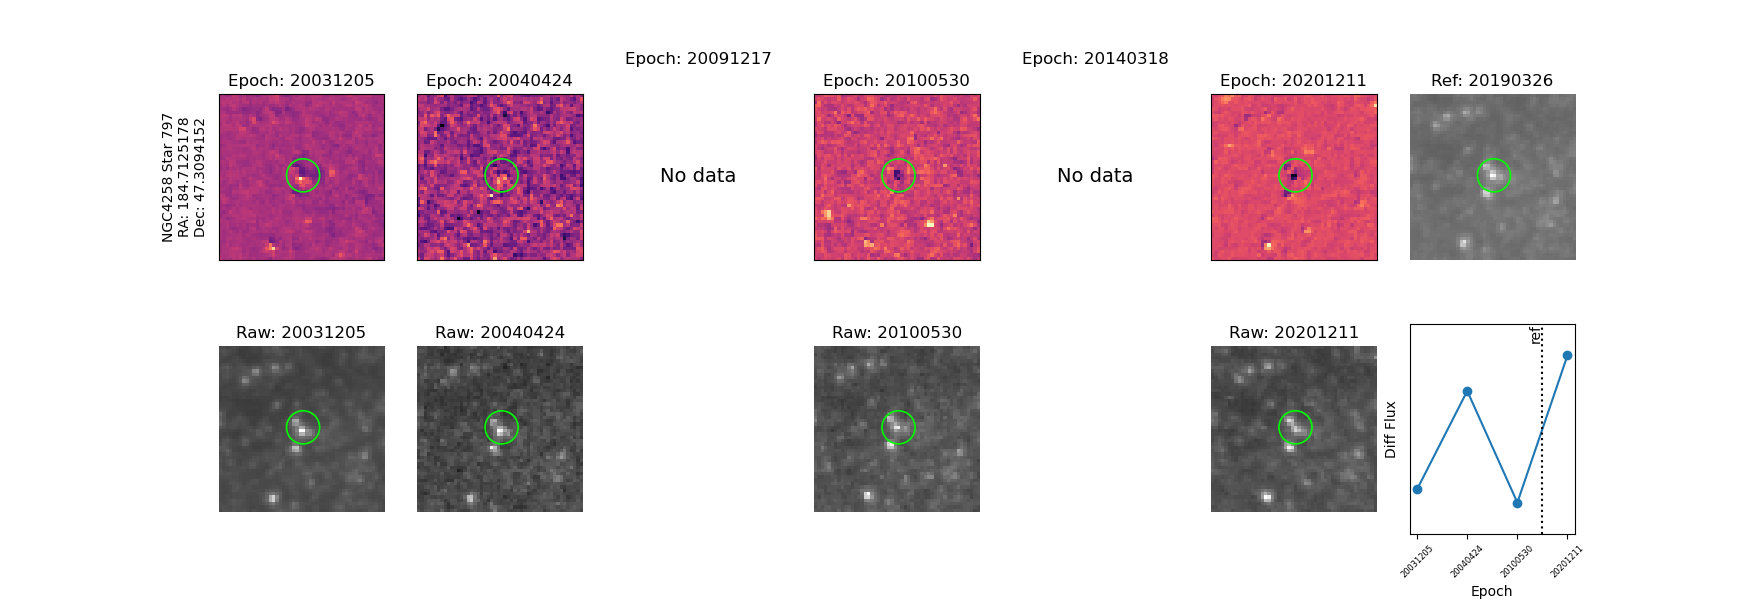 Epoch: 20091217
Epoch: 20140318
Epoch: 20031205
Epoch: 20040424
Epoch: 20100530
Epoch: 20201211
Ref: 20190326
NGC4258 Star 797
RA: 184.7125178
Dec: 47.3094152
No data
No data
Raw: 20031205
Raw: 20040424
Raw: 20100530
Raw: 20201211
ref
Diff Flux
20031205
20040424
20100530
20201211
Epoch